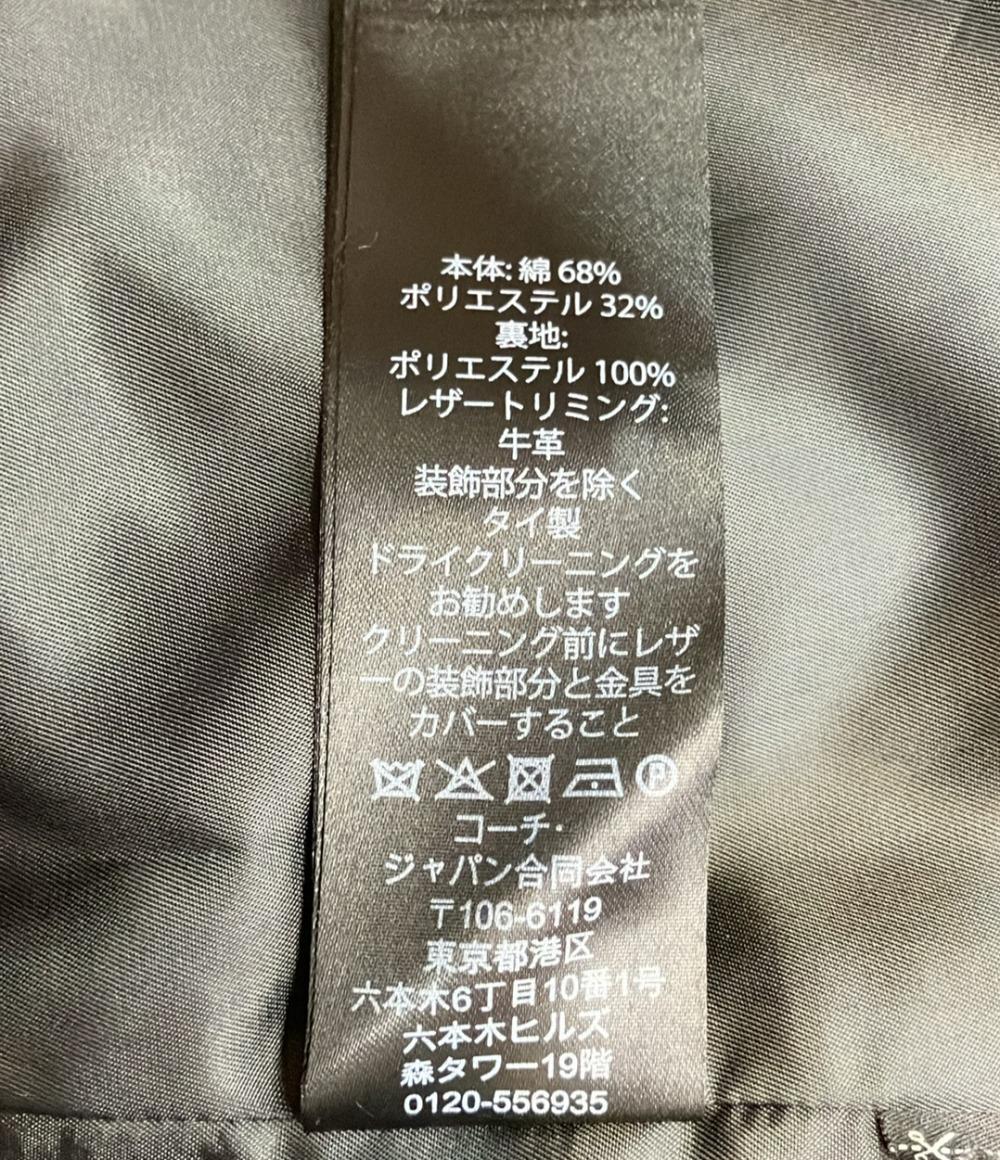 本体: 綿 68%
ポリエステル 32%
裏地:
ポリエステル 100%
レザートリミング:
牛革
装飾部分を除く
タイ製
ドライクリーニングを
お勧めします
クリーニング前にレザ
ーの装飾部分と金具を
カバーすること
P
コーチ・
ジャパン合同会社
〒106-6119
東京都港区
六本木6丁目10番1号
六本木ヒルズ
森タワー19階
0120-556935